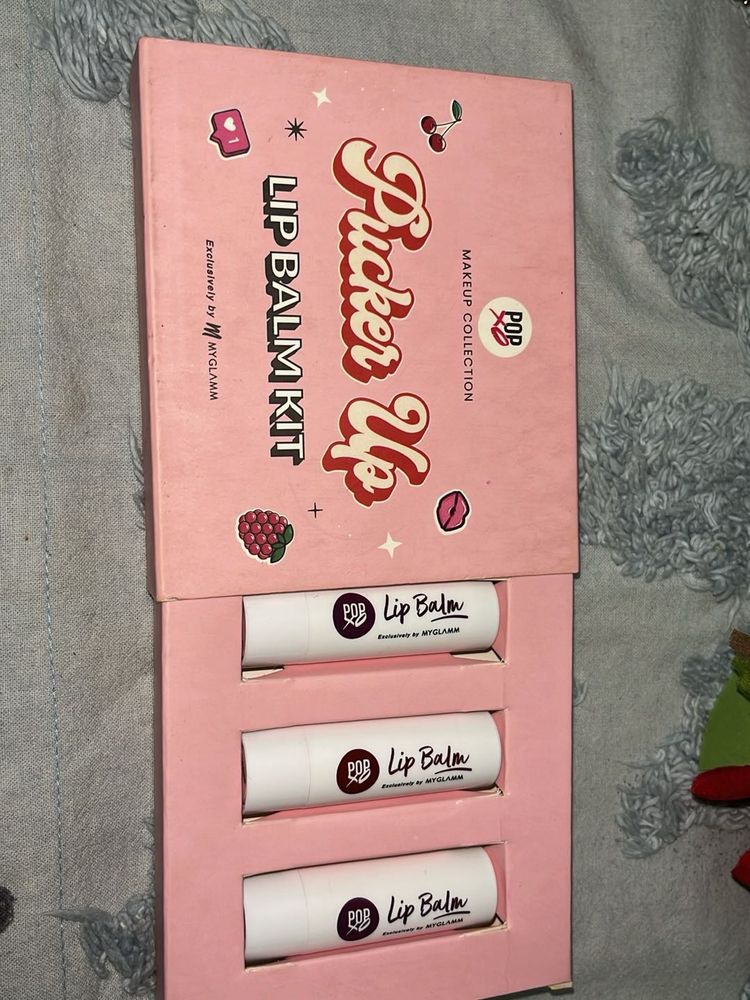 POP
XO
MAKEUP COLLECTION
Pucker Up
LIP BALM KIT
Exclusively by M MYGLAMM
1
POP
XO
Lip Balm
Exclusively by MYGLAMM
POP
XO
Lip Balm
Exclusively by MYGLAMM
POP
XO
Lip Balm
Exclusively by MYGLAMM